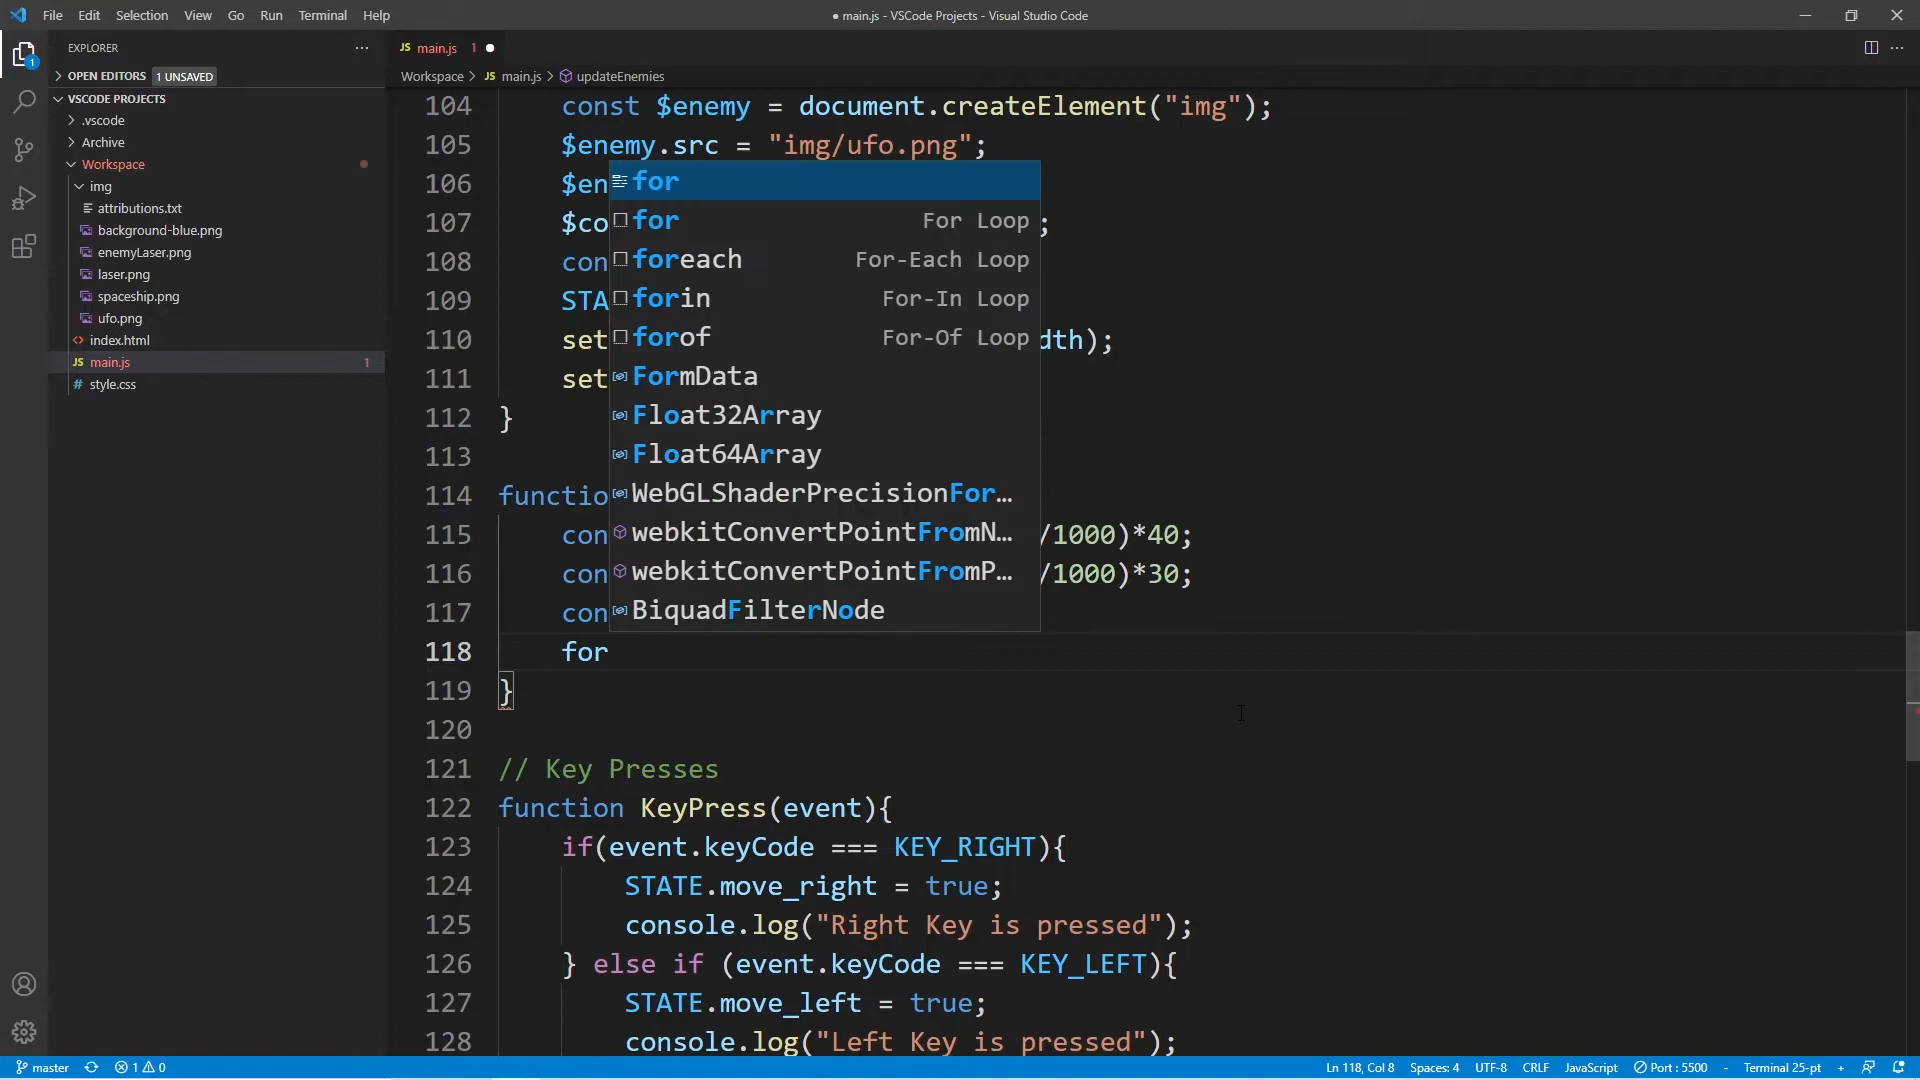 File Edit Selection View Go Run Terminal Help
● main.js - VSCode Projects - Visual Studio Code
EXPLORER
OPEN EDITORS 1 UNSAVED
VSCODE PROJECTS
.vscode
Archive
Workspace
img
attributions.txt
background-blue.png
enemyLaser.png
laser.png
spaceship.png
ufo.png
index.html
JS main.js 1
# style.css
1
JS main.js 1 ●
Workspace > JS main.js > updateEnemies
104 const $enemy = document.createElement("img");
105 $enemy.src = "img/ufo.png";
106 $en
107 $co ;
108 con
109 STA
110 set dth);
111 set
112 }
113
114 functio
115 con /1000)*40;
116 con /1000)*30;
117 con
118 for
119 }
120
121 // Key Presses
122 function KeyPress(event){
123 if(event.keyCode === KEY_RIGHT){
124 STATE.move_right = true;
125 console.log("Right Key is pressed");
126 } else if (event.keyCode === KEY_LEFT){
127 STATE.move_left = true;
128 console.log("Left Key is pressed");
for
for For Loop
foreach For-Each Loop
forin For-In Loop
forof For-Of Loop
FormData
Float32Array
Float64Array
WebGLShaderPrecisionFor…
webkitConvertPointFromN…
webkitConvertPointFromP…
BiquadFilterNode
master 1 0
Ln 118, Col 8 Spaces: 4 UTF-8 CRLF JavaScript Port : 5500 - Terminal 25-pt +